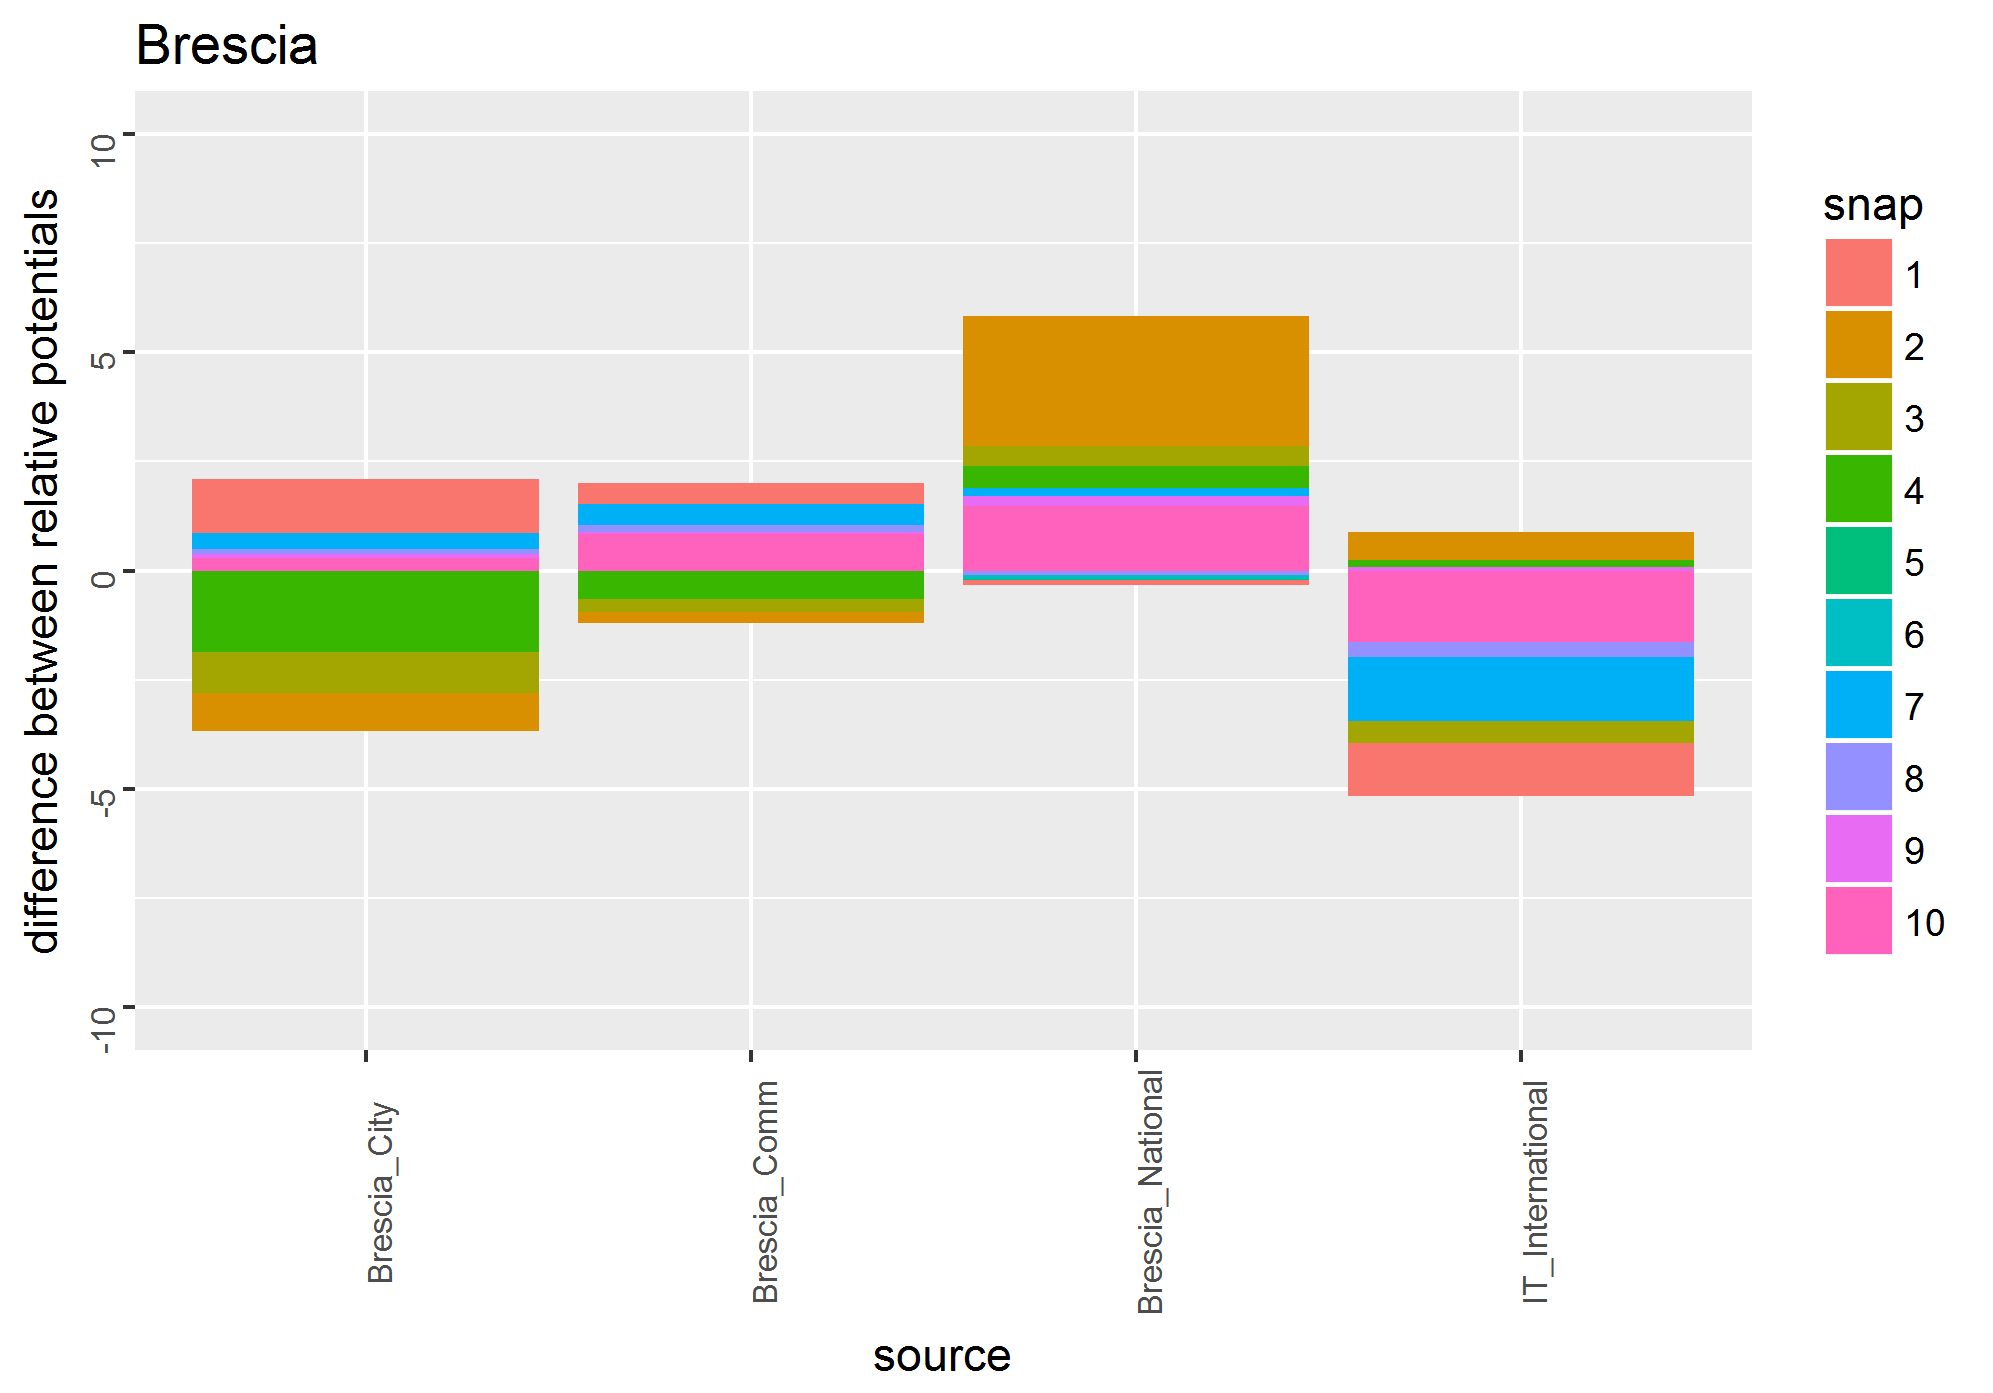 Brescia
difference between relative potentials
10
5
0
-5
-10
Brescia_City
Brescia_Comm
Brescia_National
IT_International
source
snap
1
2
3
4
5
6
7
8
9
10